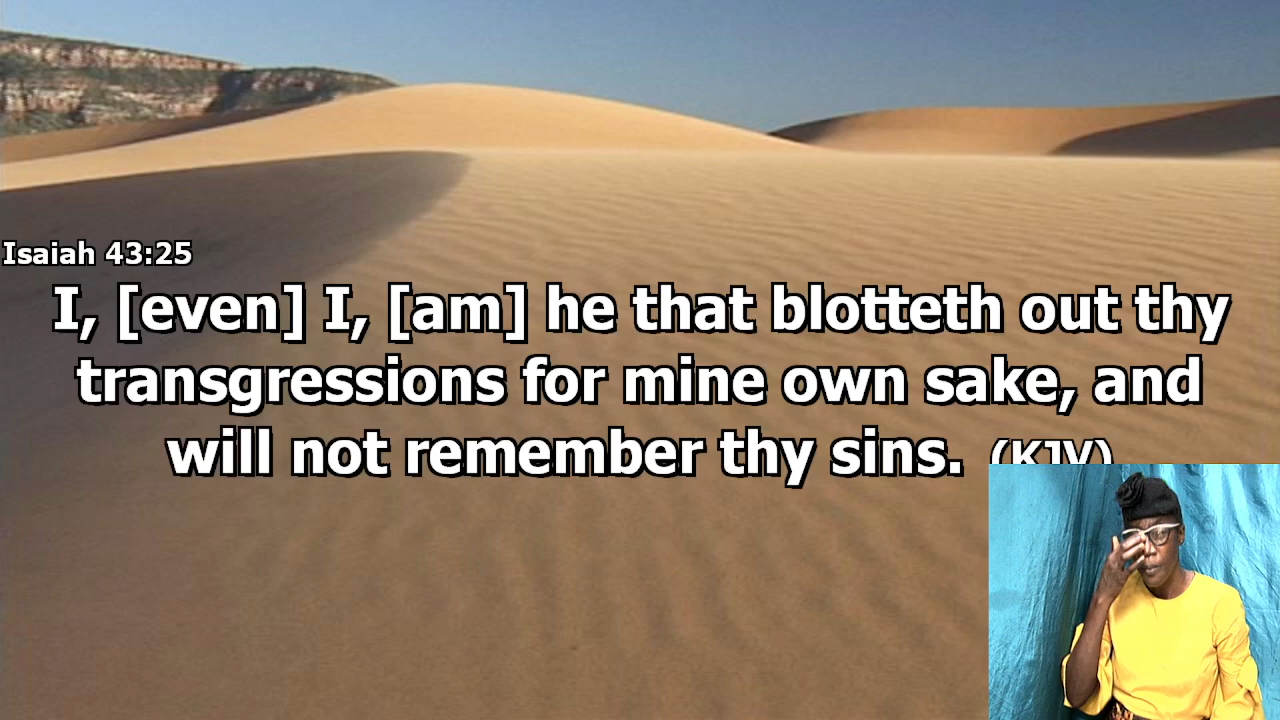 Isaiah 43:25
I, [even] I, [am] he that blotteth out thy
transgressions for mine own sake, and
will not remember thy sins. (KJV)